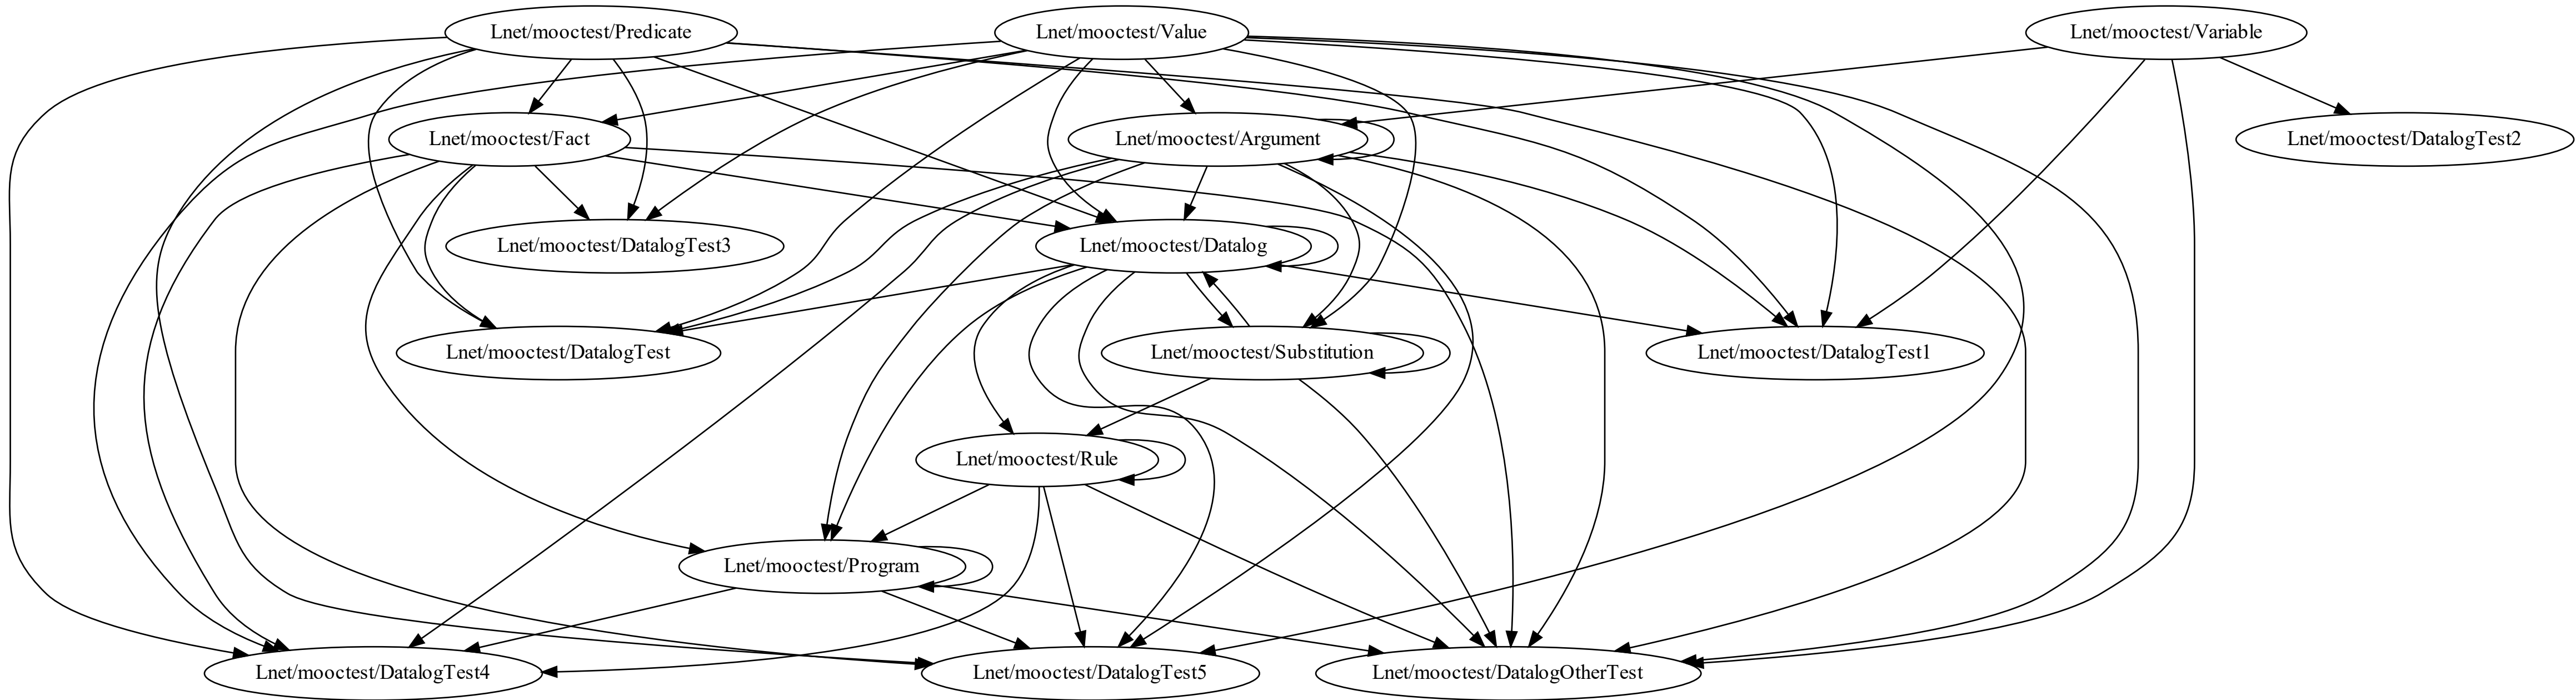 Lnet/mooctest/Predicate
Lnet/mooctest/Value
Lnet/mooctest/Variable
Lnet/mooctest/Fact
Lnet/mooctest/Argument
Lnet/mooctest/DatalogTest2
Lnet/mooctest/DatalogTest3
Lnet/mooctest/Datalog
Lnet/mooctest/DatalogTest
Lnet/mooctest/Substitution
Lnet/mooctest/DatalogTest1
Lnet/mooctest/Rule
Lnet/mooctest/Program
Lnet/mooctest/DatalogTest4
Lnet/mooctest/DatalogTest5
Lnet/mooctest/DatalogOtherTest